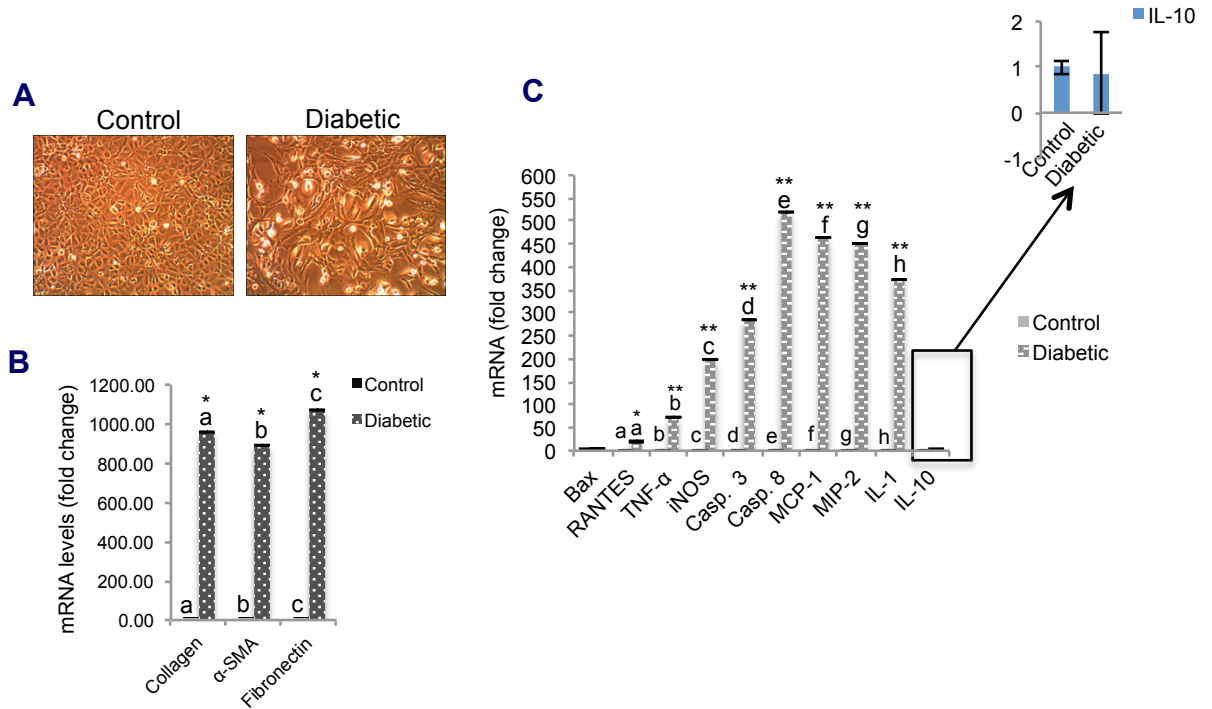 A
Control Diabetic
B
1200.00
1000.00
800.00
600.00
400.00
200.00
0.00
mRNA levels (fold change)
* * *
a b c
a b c
Collagen
α-SMA
Fibronectin
Control
Diabetic
C
600
550
500
450
400
350
300
250
200
150
100
50
0
mRNA (fold change)
* ** ** ** ** ** ** **
a b c d e f g h
a b c d e f g h
Bax
RANTES
TNF-α
iNOS
Casp. 3
Casp. 8
MCP-1
MIP-2
IL-1
IL-10
Control
Diabetic
2
1
0
-1
Control
Diabetic
IL-10